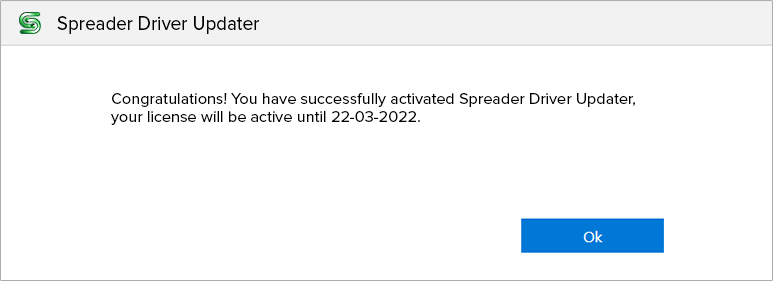 Spreader Driver Updater
Congratulations! You have successfully activated Spreader Driver Updater,
your license will be active until 22-03-2022.
Ok